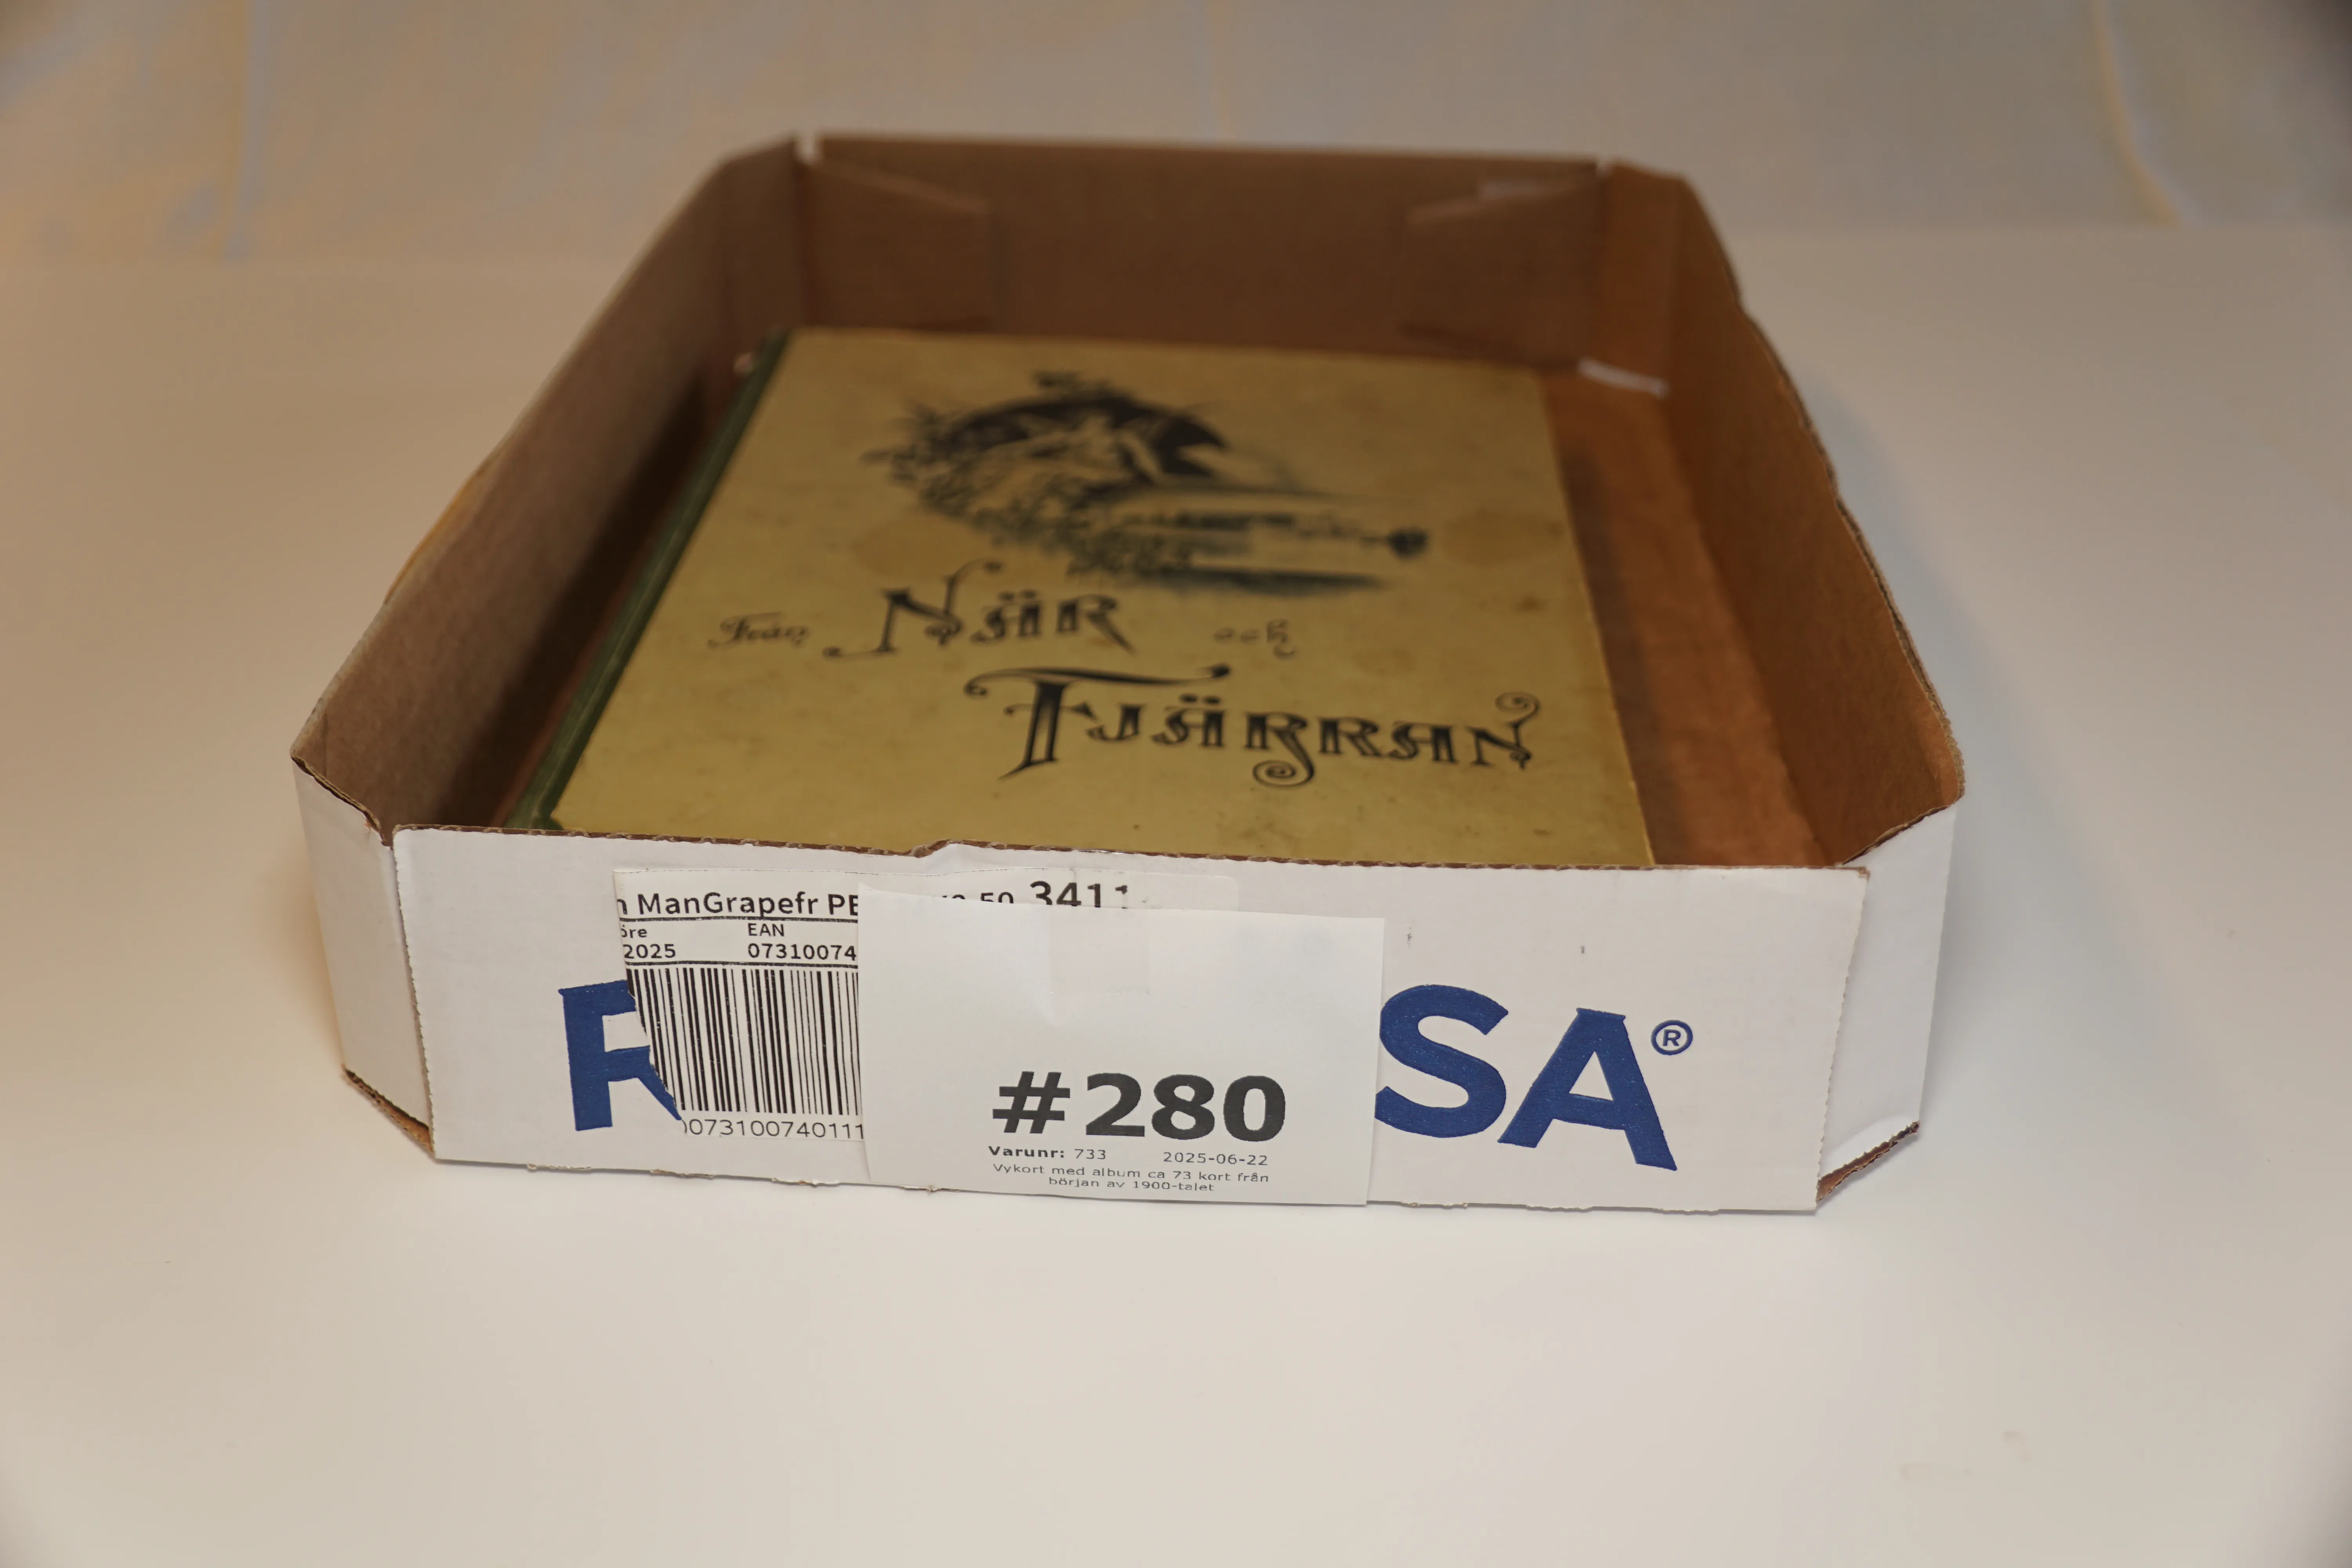 Från NÄR och
FJÄRRAN
ManGrapefr PE 50 3411
öre EAN
2025 07310074
R SA®
0073100740111
#280
Varunr: 733 2025-06-22
Vykort med album ca 73 kort från
början av 1900-talet